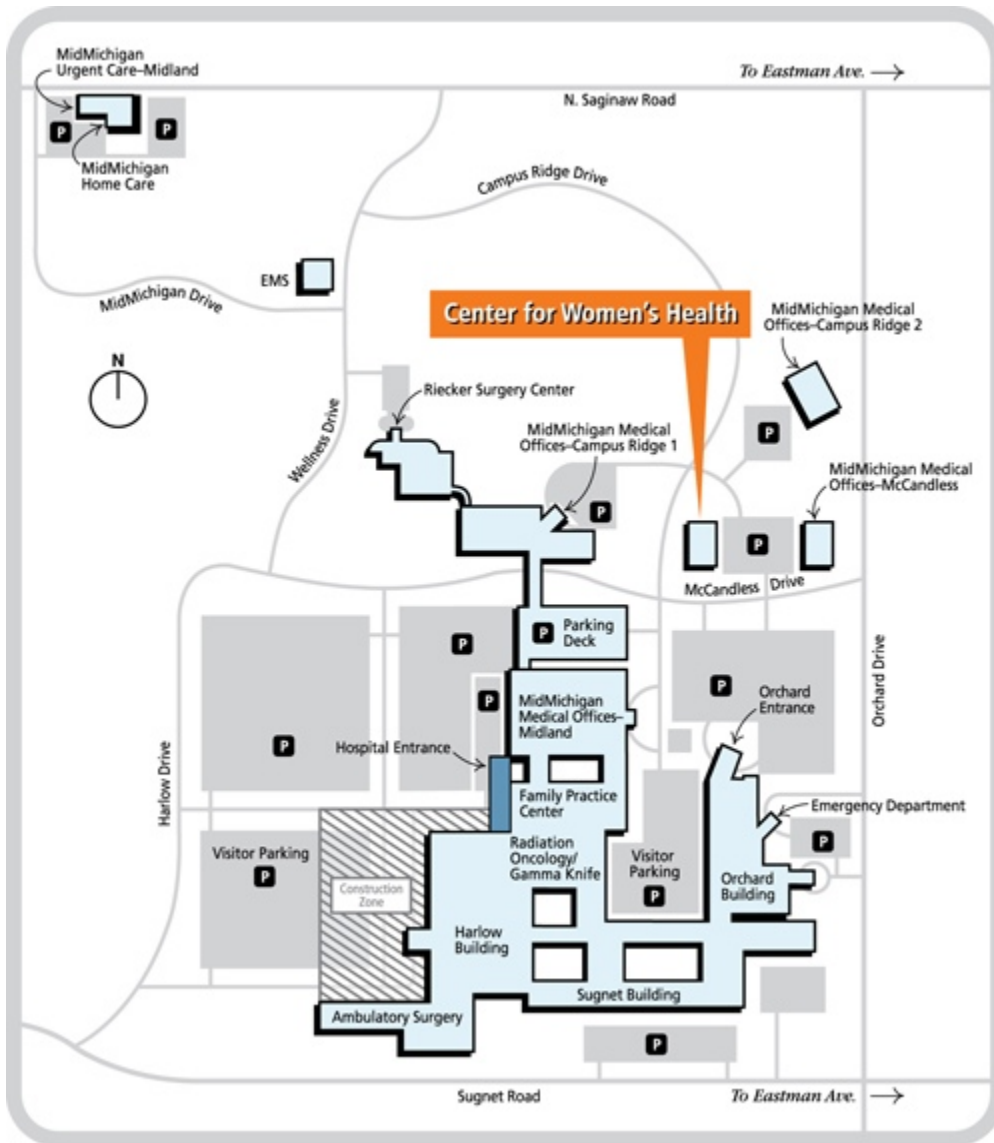 MidMichigan
Urgent Care–Midland
To Eastman Ave.
N. Saginaw Road
P
P
MidMichigan
Home Care
Campus Ridge Drive
EMS
MidMichigan Drive
Center for Women's Health
MidMichigan Medical
Offices–Campus Ridge 2
N
Riecker Surgery Center
Wellness Drive
MidMichigan Medical
Offices–Campus Ridge 1
P
MidMichigan Medical
Offices–McCandless
P
P
McCandless Drive
P
P
Parking
Deck
Orchard Drive
P
P
MidMichigan
Medical Offices–
Midland
Orchard
Entrance
P
Hospital Entrance
Harlow Drive
Family Practice
Center
Emergency Department
Radiation
Oncology/
Gamma Knife
P
Visitor Parking
P
Visitor
Parking
P
Orchard
Building
Construction
Zone
Harlow
Building
Sugnet Building
Ambulatory Surgery
P
Sugnet Road
To Eastman Ave.